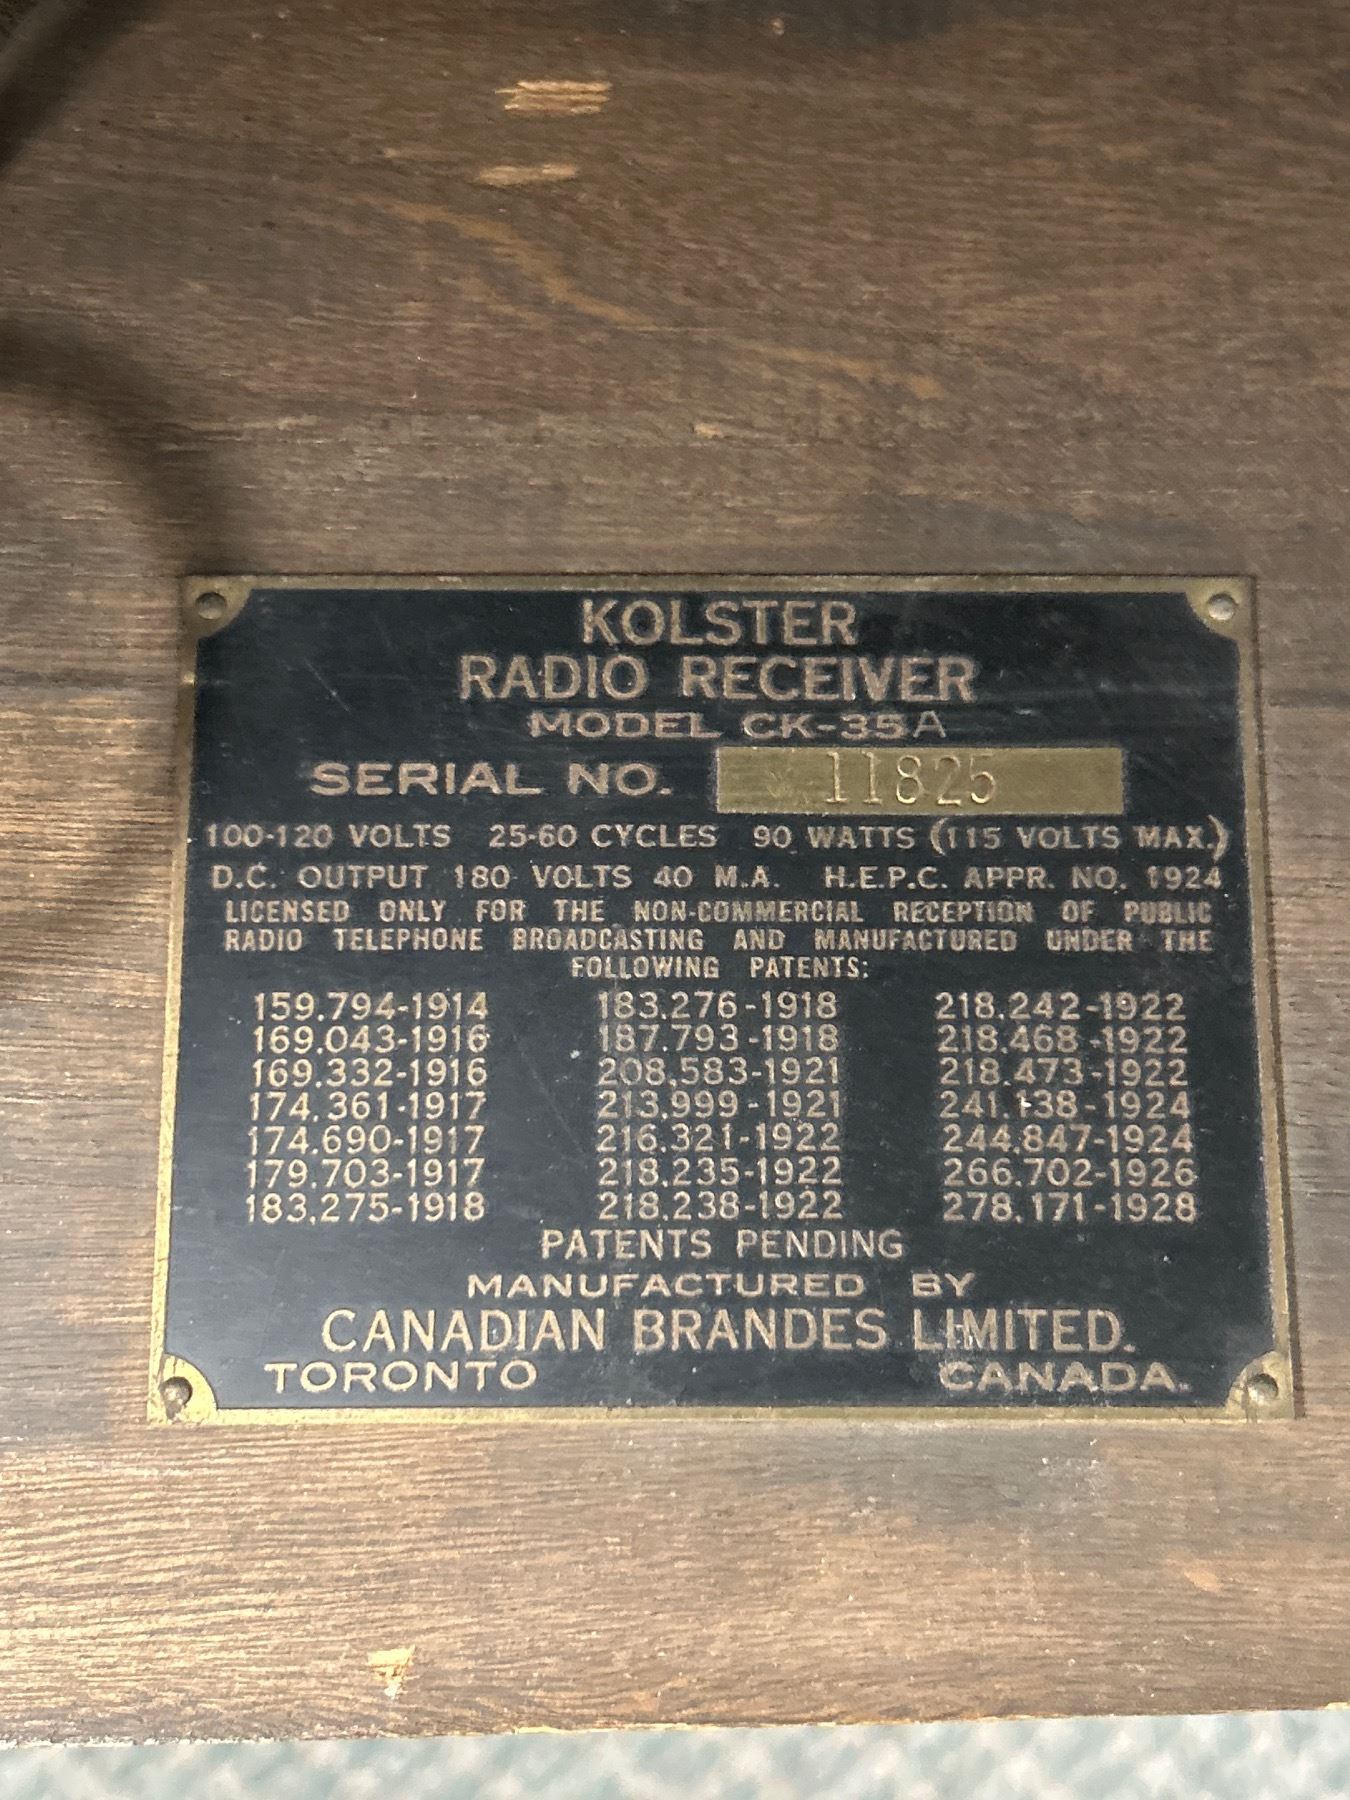 KOLSTER
RADIO RECEIVER
MODEL CK-35A
SERIAL NO. 11825
100-120 VOLTS 25-60 CYCLES 90 WATTS (115 VOLTS MAX.)
D.C. OUTPUT 180 VOLTS 40 M.A. H.E.P.C. APPR. NO. 1924
LICENSED ONLY FOR THE NON-COMMERCIAL RECEPTION OF PUBLIC
RADIO TELEPHONE BROADCASTING AND MANUFACTURED UNDER THE
FOLLOWING PATENTS:
159.794-1914 183.276-1918 218.242-1922
169.043-1916 187.793-1918 218.468-1922
169.332-1916 208.583-1921 218.473-1922
174.361-1917 213.999-1921 241.138-1924
174.690-1917 216.321-1922 244.847-1924
179.703-1917 218.235-1922 266.702-1926
183.275-1918 218.238-1922 278.171-1928
PATENTS PENDING
MANUFACTURED BY
CANADIAN BRANDES LIMITED.
TORONTO CANADA.